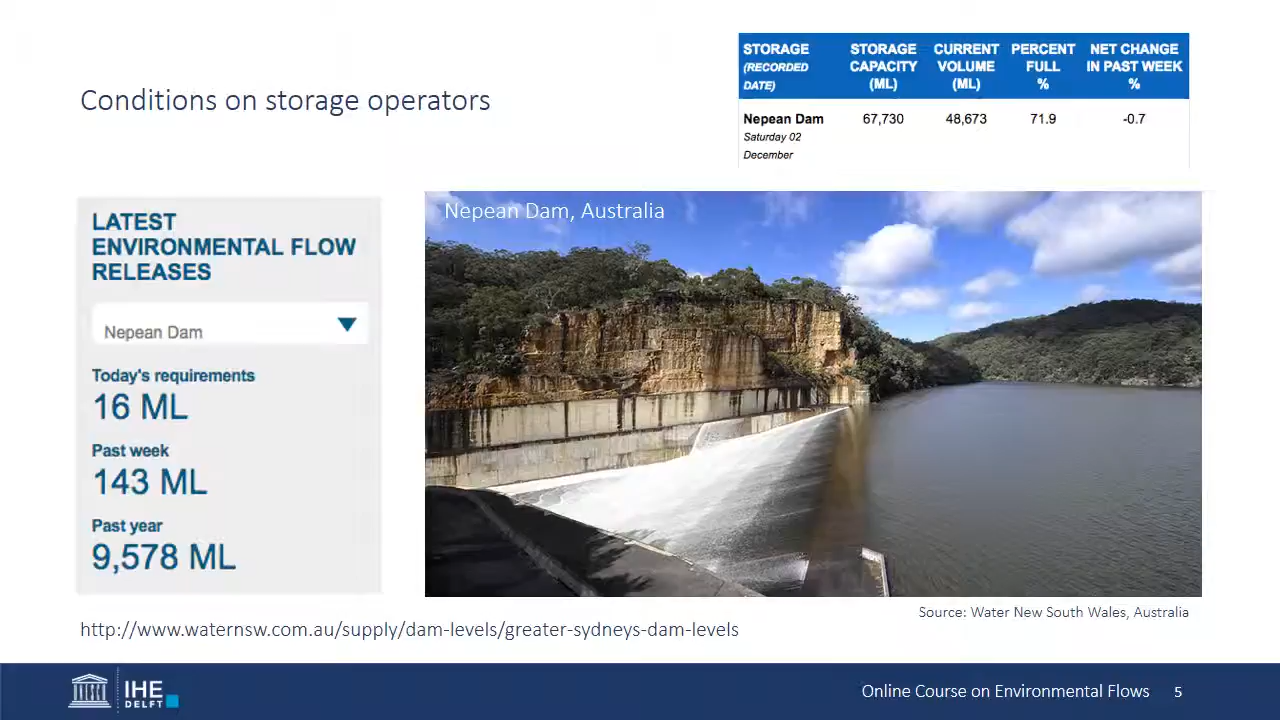 Conditions on storage operators
STORAGE
(RECORDED
DATE)
STORAGE
CAPACITY
(ML)
CURRENT
VOLUME
(ML)
PERCENT
FULL
%
NET CHANGE
IN PAST WEEK
%
Nepean Dam
Saturday 02
December
67,730
48,673
71.9
-0.7
LATEST
ENVIRONMENTAL FLOW
RELEASES
Nepean Dam
Today's requirements
16 ML
Past week
143 ML
Past year
9,578 ML
Nepean Dam, Australia
Source: Water New South Wales, Australia
http://www.waternsw.com.au/supply/dam-levels/greater-sydneys-dam-levels
IHE
DELFT
Online Course on Environmental Flows 5